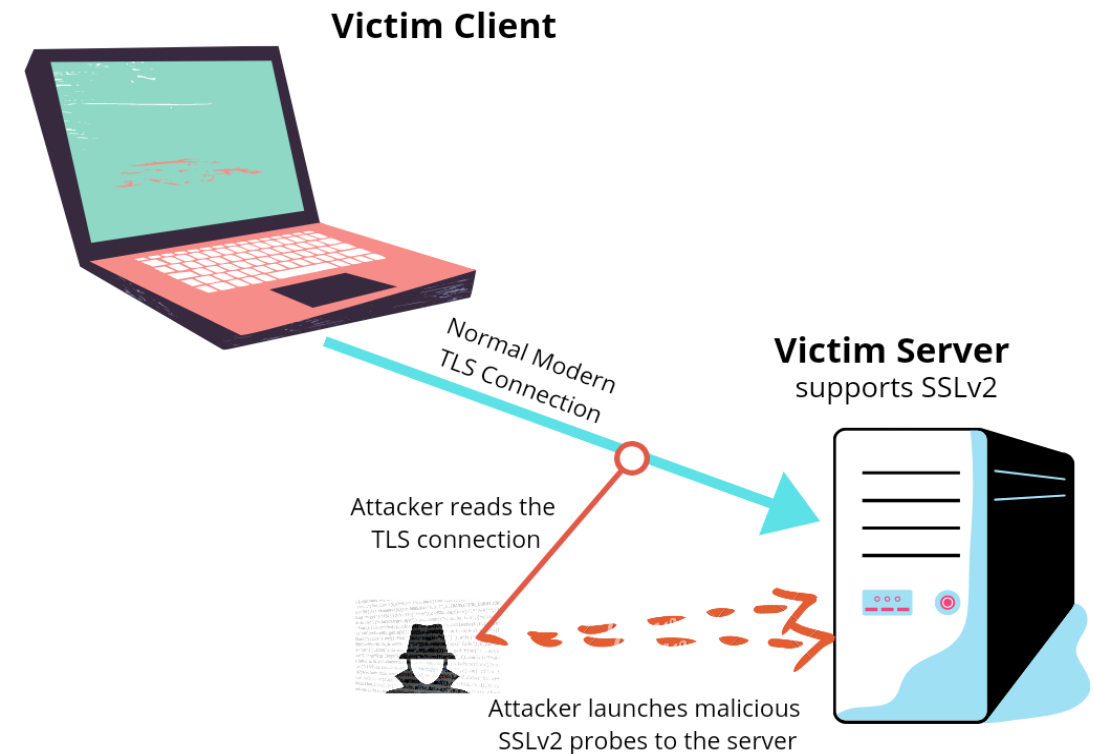 Victim Client
Normal Modern
TLS Connection
Victim Server
supports SSLv2
Attacker reads the
TLS connection
Attacker launches malicious
SSLv2 probes to the server